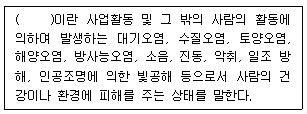 (    )이란 사업활동 및 그 밖의 사람의 활동에
의하여 발생하는 대기오염, 수질오염, 토양오염,
해양오염, 방사능오염, 소음, 진동, 악취, 일조 방
해, 인공조명에 의한 빛공해 등으로서 사람의 건
강이나 환경에 피해를 주는 상태를 말한다.